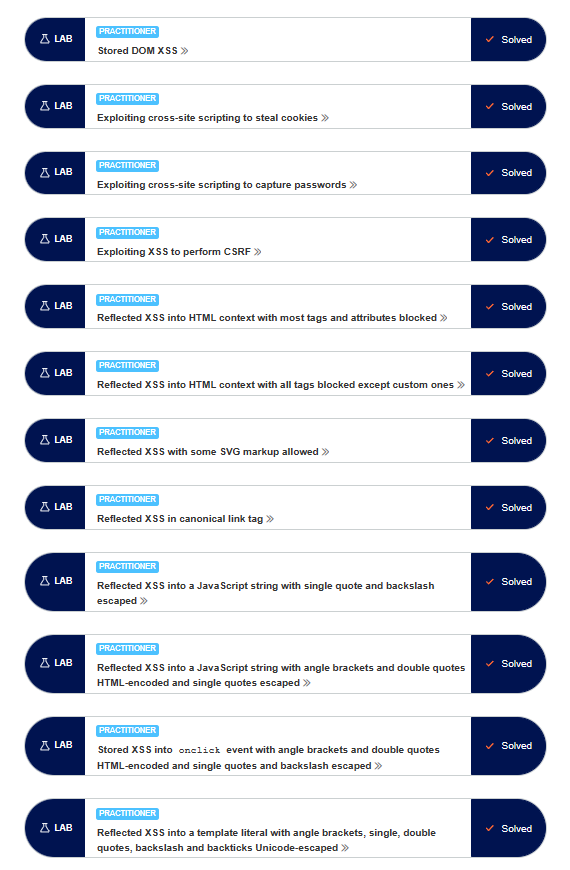 PRACTITIONER
LAB
Stored DOM XSS
Solved
PRACTITIONER
LAB
Exploiting cross-site scripting to steal cookies
Solved
PRACTITIONER
LAB
Exploiting cross-site scripting to capture passwords
Solved
PRACTITIONER
LAB
Exploiting XSS to perform CSRF
Solved
PRACTITIONER
LAB
Reflected XSS into HTML context with most tags and attributes blocked
Solved
PRACTITIONER
LAB
Reflected XSS into HTML context with all tags blocked except custom ones
Solved
PRACTITIONER
LAB
Reflected XSS with some SVG markup allowed
Solved
PRACTITIONER
LAB
Reflected XSS in canonical link tag
Solved
PRACTITIONER
LAB
Reflected XSS into a JavaScript string with single quote and backslash
escaped
Solved
PRACTITIONER
LAB
Reflected XSS into a JavaScript string with angle brackets and double quotes
HTML-encoded and single quotes escaped
Solved
PRACTITIONER
LAB
Stored XSS into onclick event with angle brackets and double quotes
HTML-encoded and single quotes and backslash escaped
Solved
PRACTITIONER
LAB
Reflected XSS into a template literal with angle brackets, single, double
quotes, backslash and backticks Unicode-escaped
Solved